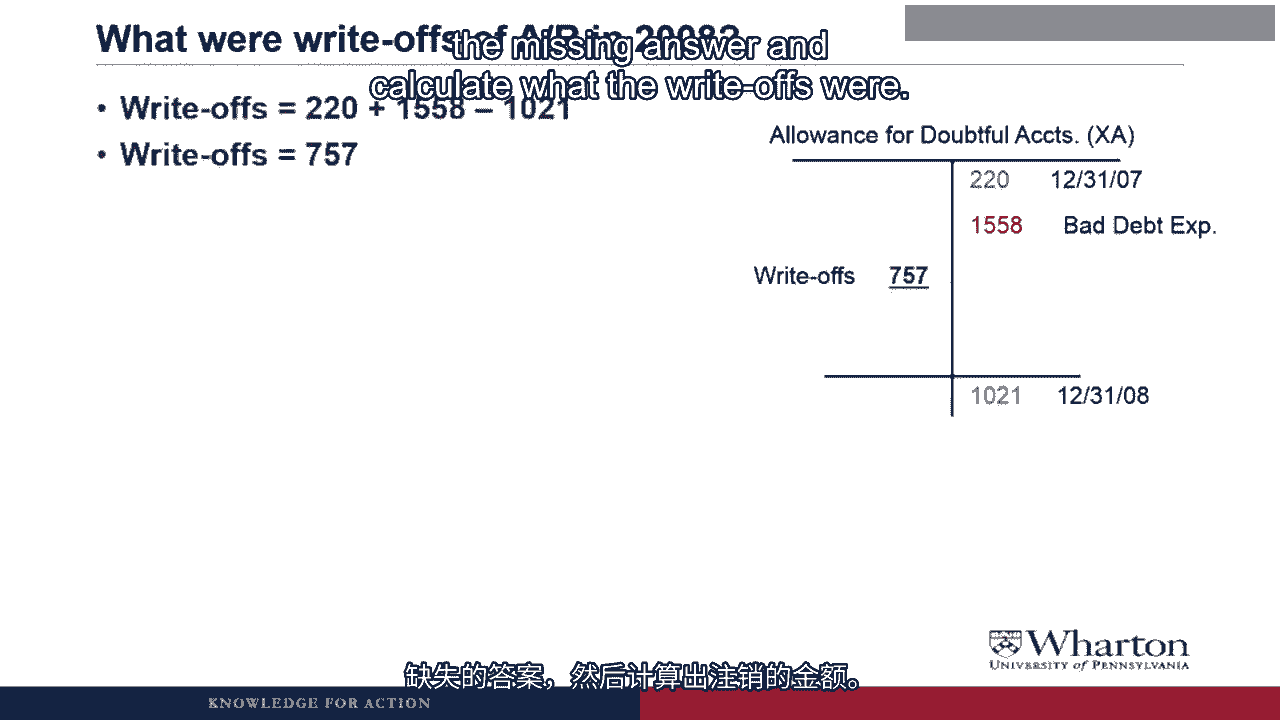 What were write-offs of A/R in 2008?
the missing answer and
calculate what the write-offs were.
• Write-offs = 220 + 1558 – 1021
• Write-offs = 757
Allowance for Doubtful Accts. (XA)
220 12/31/07
1558 Bad Debt Exp.
Write-offs 757
1021 12/31/08
Wharton
UNIVERSITY of PENNSYLVANIA
缺失的答案，然后计算出注销的金额。
KNOWLEDGE FOR ACTION